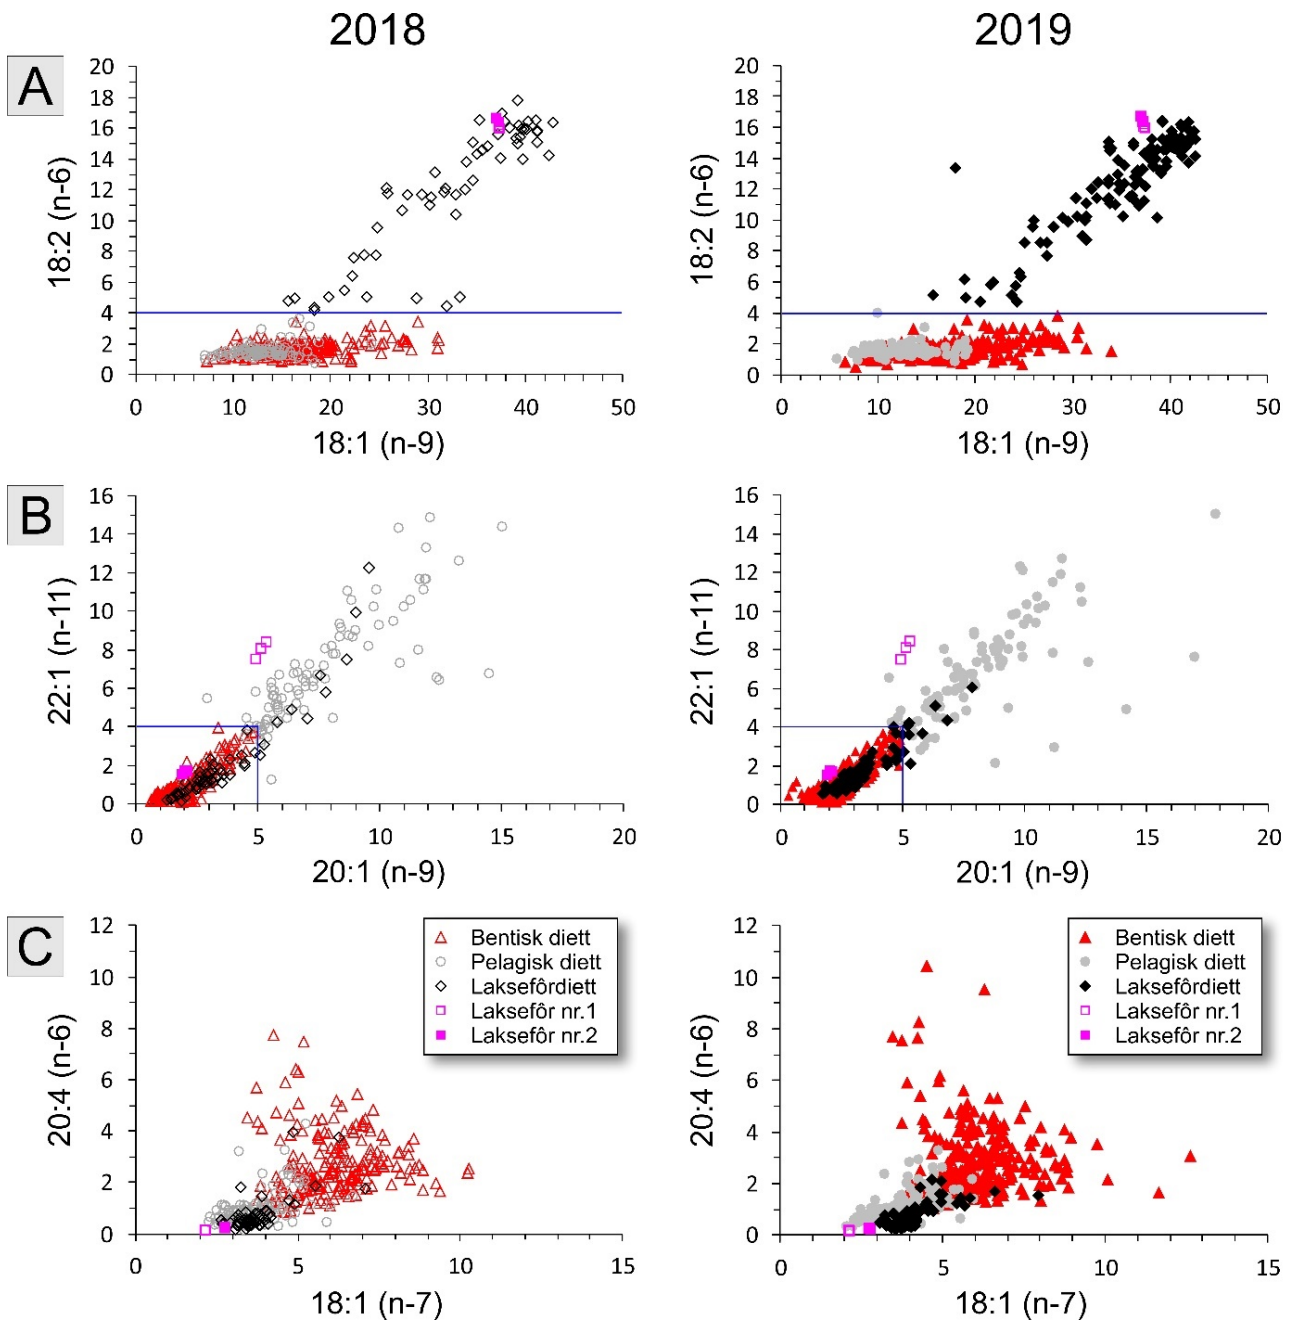 2018
2019
A
20
18
16
14
12
10
8
6
4
2
0
18:2 (n-6)
0 10 20 30 40 50
18:1 (n-9)
20
18
16
14
12
10
8
6
4
2
0
18:2 (n-6)
0 10 20 30 40 50
18:1 (n-9)
B
16
14
12
10
8
6
4
2
0
22:1 (n-11)
0 5 10 15 20
20:1 (n-9)
16
14
12
10
8
6
4
2
0
22:1 (n-11)
0 5 10 15 20
20:1 (n-9)
C
12
10
8
6
4
2
0
20:4 (n-6)
Bentisk diett
Pelagisk diett
Laksefôrdiett
Laksefôr nr.1
Laksefôr nr.2
0 5 10 15
18:1 (n-7)
12
10
8
6
4
2
0
20:4 (n-6)
Bentisk diett
Pelagisk diett
Laksefôrdiett
Laksefôr nr.1
Laksefôr nr.2
0 5 10 15
18:1 (n-7)